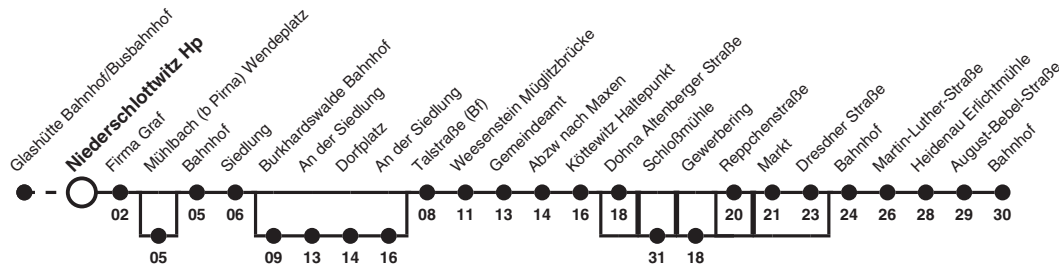 Glashütte Bahnhof/Busbahnhof
Niederschlottwitz Hp
Firma Graf
Mühlbach (b Pirna) Wendeplatz
Bahnhof
Siedlung
Burkhardswalde Bahnhof
An der Siedlung
Dorfplatz
An der Siedlung
Talstraße (Bf)
Weesenstein Müglitzbrücke
Gemeindeamt
Abzw nach Maxen
Köttewitz Haltepunkt
Dohna Altenberger Straße
Schloßmühle
Gewerbering
Reppchenstraße
Markt
Dresdner Straße
Bahnhof
Martin-Luther-Straße
Heidenau Erlichtmühle
August-Bebel-Straße
Bahnhof
02 05 06 08 11 13 14 16 18 20 21 23 24 26 28 29 30
05 09 13 14 16 31 18